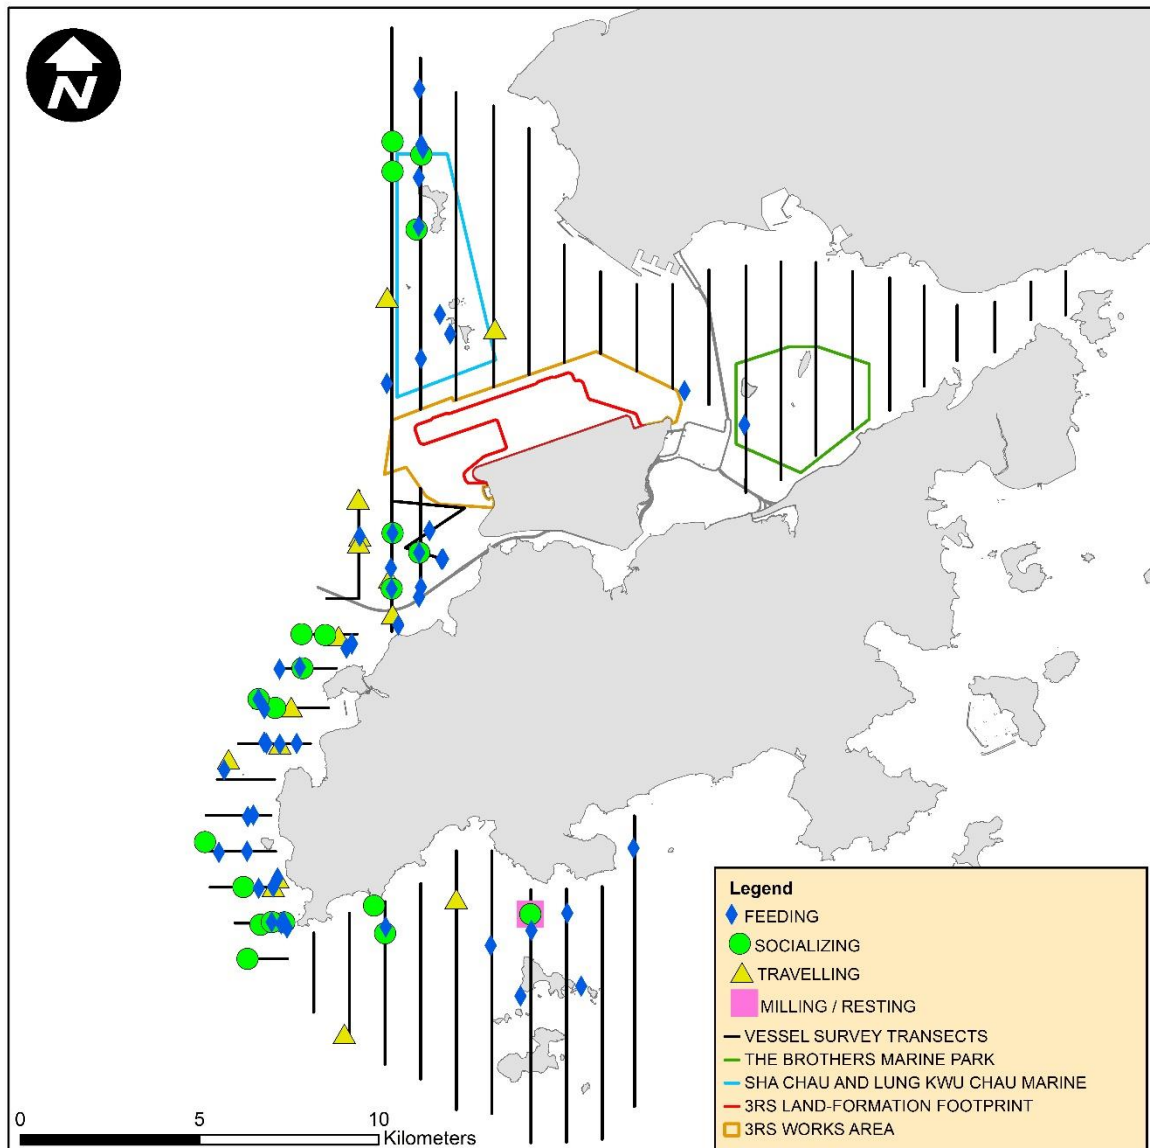 N
Legend
FEEDING
SOCIALIZING
TRAVELLING
MILLING / RESTING
VESSEL SURVEY TRANSECTS
THE BROTHERS MARINE PARK
SHA CHAU AND LUNG KWU CHAU MARINE
3RS LAND-FORMATION FOOTPRINT
3RS WORKS AREA
0 5 10
Kilometers